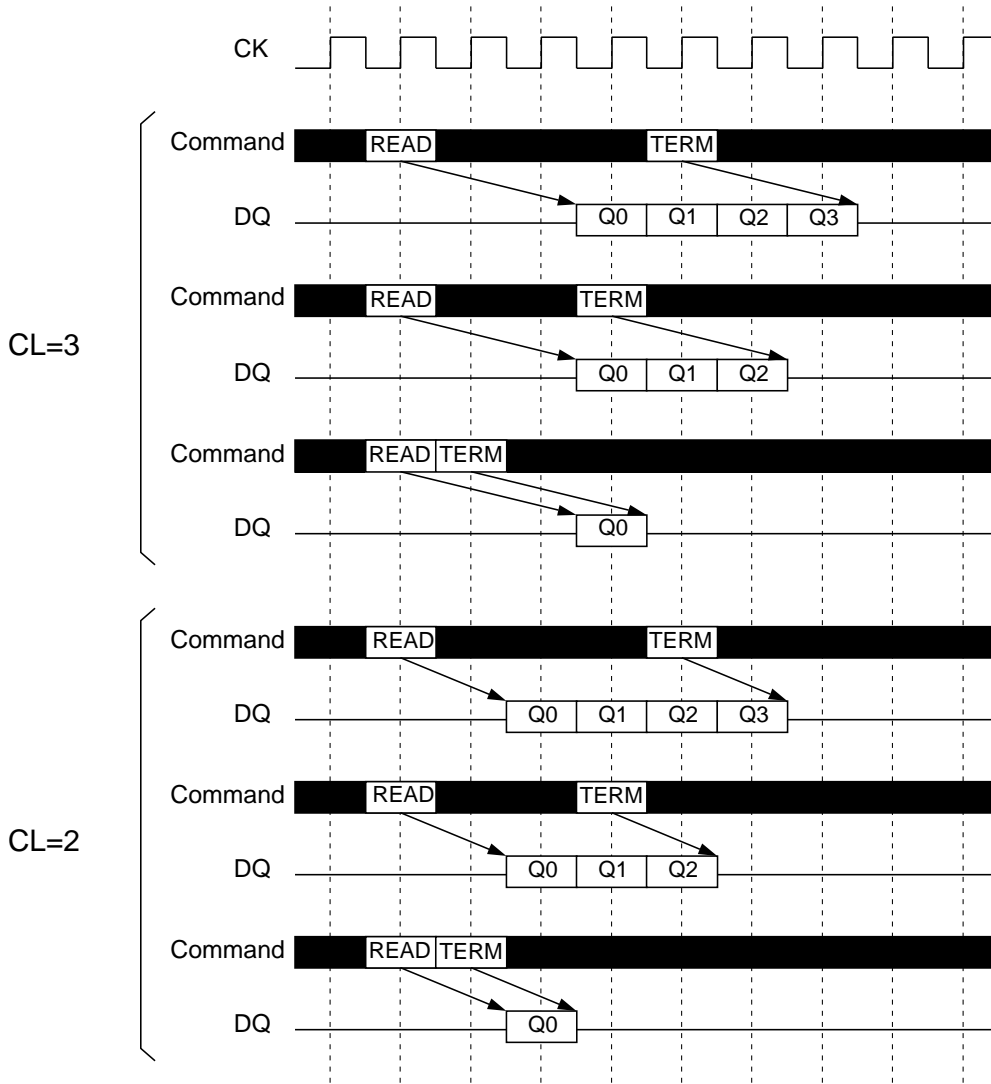 CK
CL=3
Command READ TERM
DQ Q0 Q1 Q2 Q3
Command READ TERM
DQ Q0 Q1 Q2
Command READ TERM
DQ Q0
CL=2
Command READ TERM
DQ Q0 Q1 Q2 Q3
Command READ TERM
DQ Q0 Q1 Q2
Command READ TERM
DQ Q0